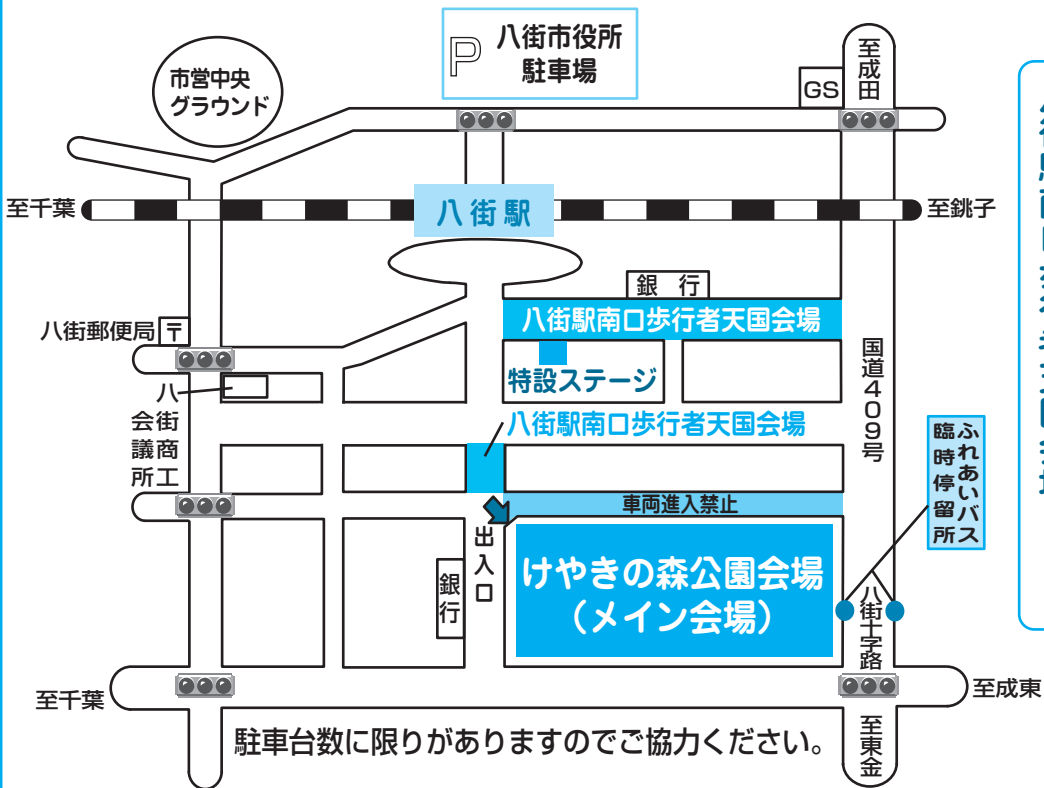 P
八街市役所
駐車場
市営中央
グラウンド
GS
至成田
至千葉
八街駅
至銚子
銀 行
八街駅南口歩行者天国会場
八街郵便局
〒
特設ステージ
国道409号
八街商工
会議所
八街駅南口歩行者天国会場
ふれあいバス
臨時停留所
車両進入禁止
出入口
銀行
けやきの森公園会場
(メイン会場)
八街十字路
至千葉
至成東
至東金
駐車台数に限りがありますのでご協力ください。